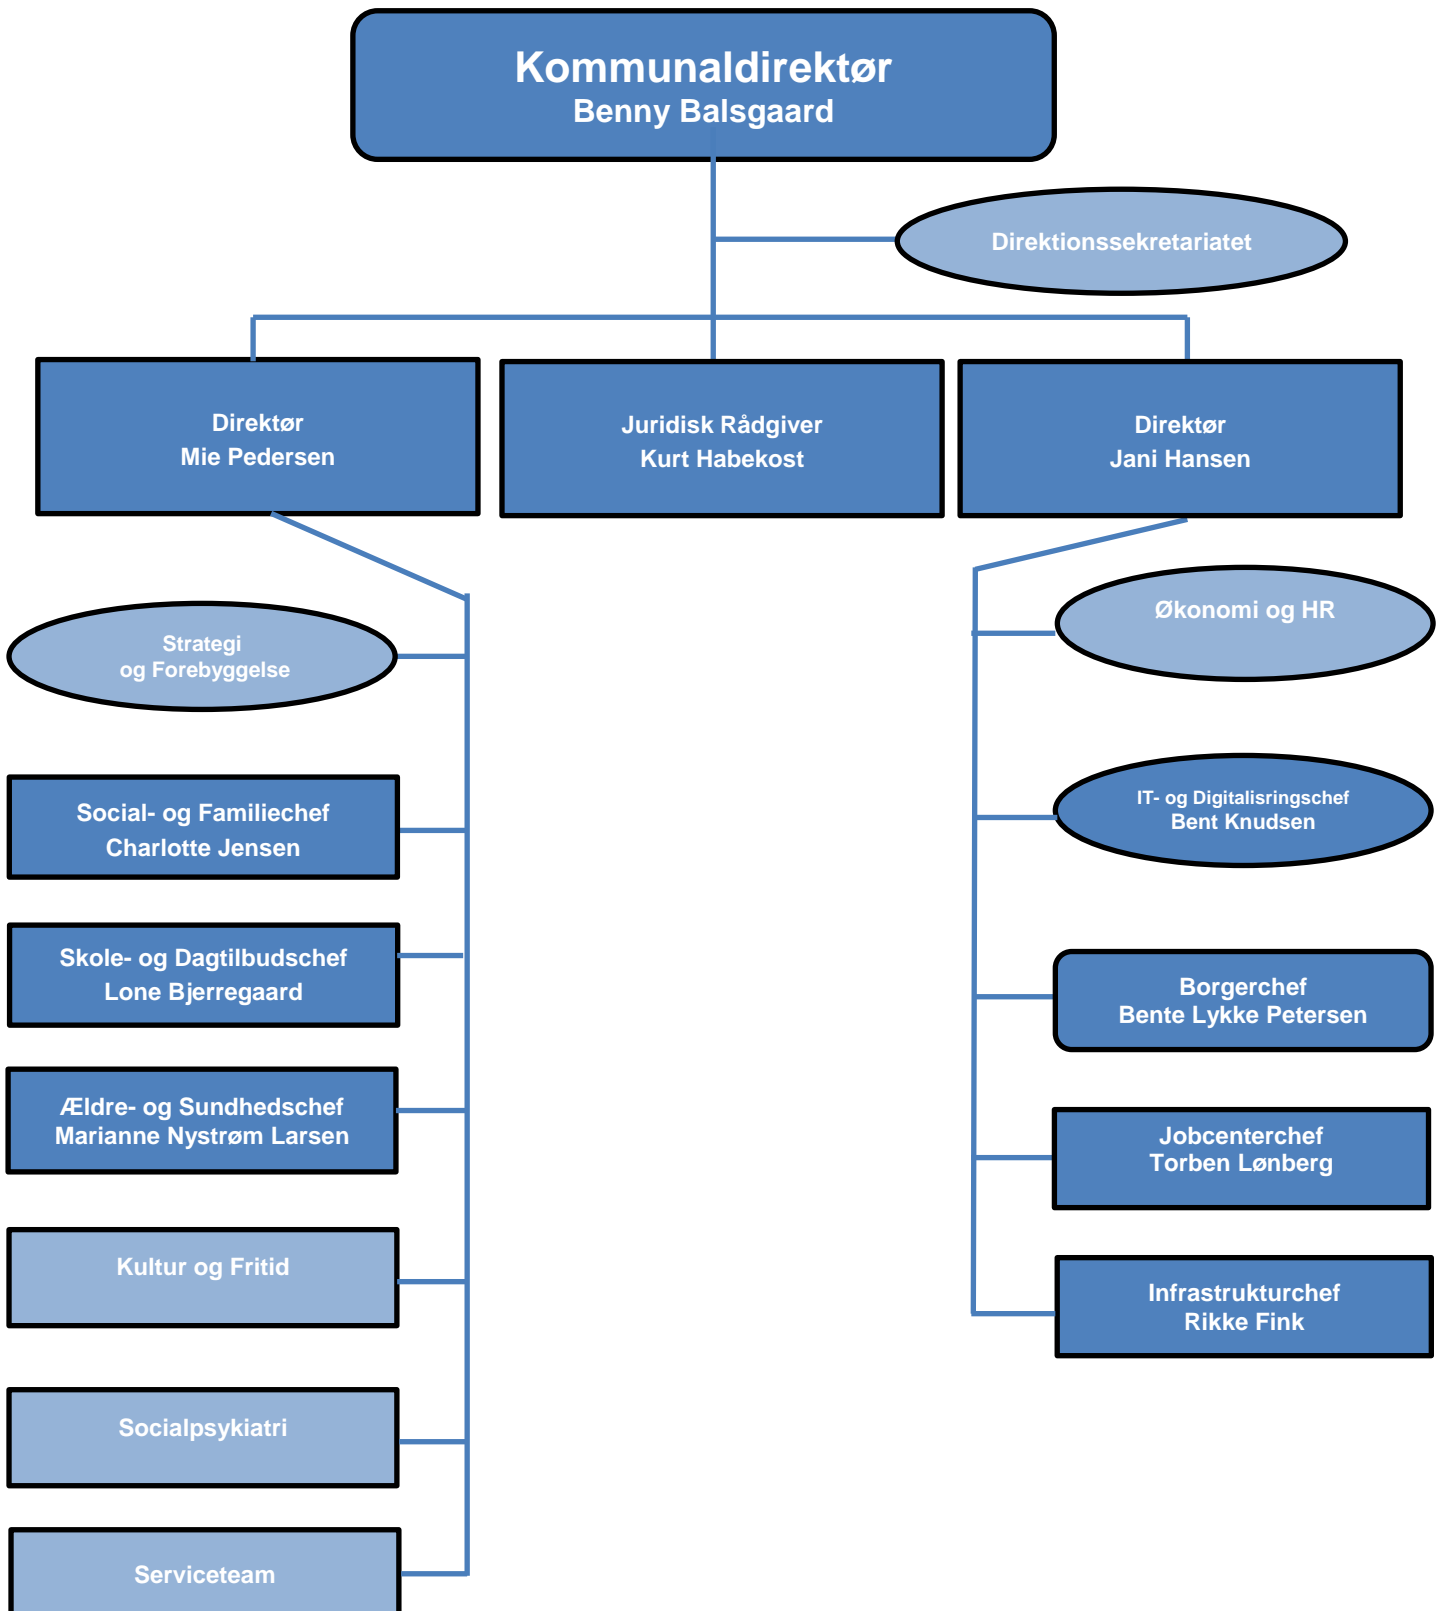 Kommunaldirektør
Benny Balsgaard
Direktionssekretariatet
Direktør
Mie Pedersen
Juridisk Rådgiver
Kurt Habekost
Direktør
Jani Hansen
Strategi
og Forebyggelse
Social- og Familiechef
Charlotte Jensen
Skole- og Dagtilbudschef
Lone Bjerregaard
Ældre- og Sundhedschef
Marianne Nystrøm Larsen
Kultur og Fritid
Socialpsykiatri
Serviceteam
Økonomi og HR
IT- og Digitalisringschef
Bent Knudsen
Borgerchef
Bente Lykke Petersen
Jobcenterchef
Torben Lønberg
Infrastrukturchef
Rikke Fink